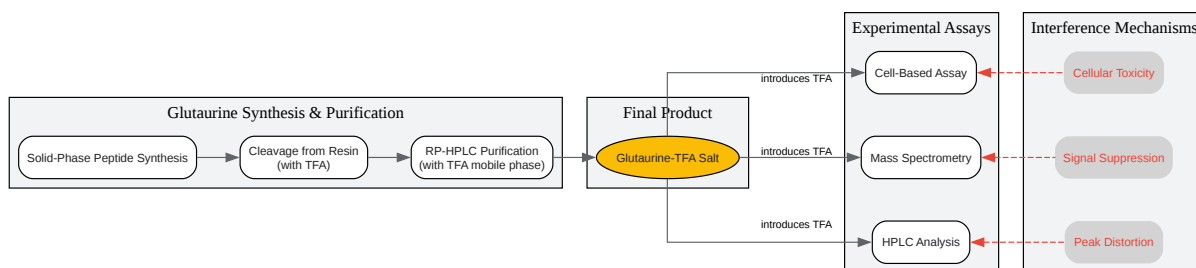 Glutaurine Synthesis & Purification
Solid-Phase Peptide Synthesis
Cleavage from Resin
(with TFA)
RP-HPLC Purification
(with TFA mobile phase)
Final Product
Glutaurine-TFA Salt
introduces TFA
introduces TFA
introduces TFA
Experimental Assays
Cell-Based Assay
Mass Spectrometry
HPLC Analysis
Interference Mechanisms
Cellular Toxicity
Signal Suppression
Peak Distortion